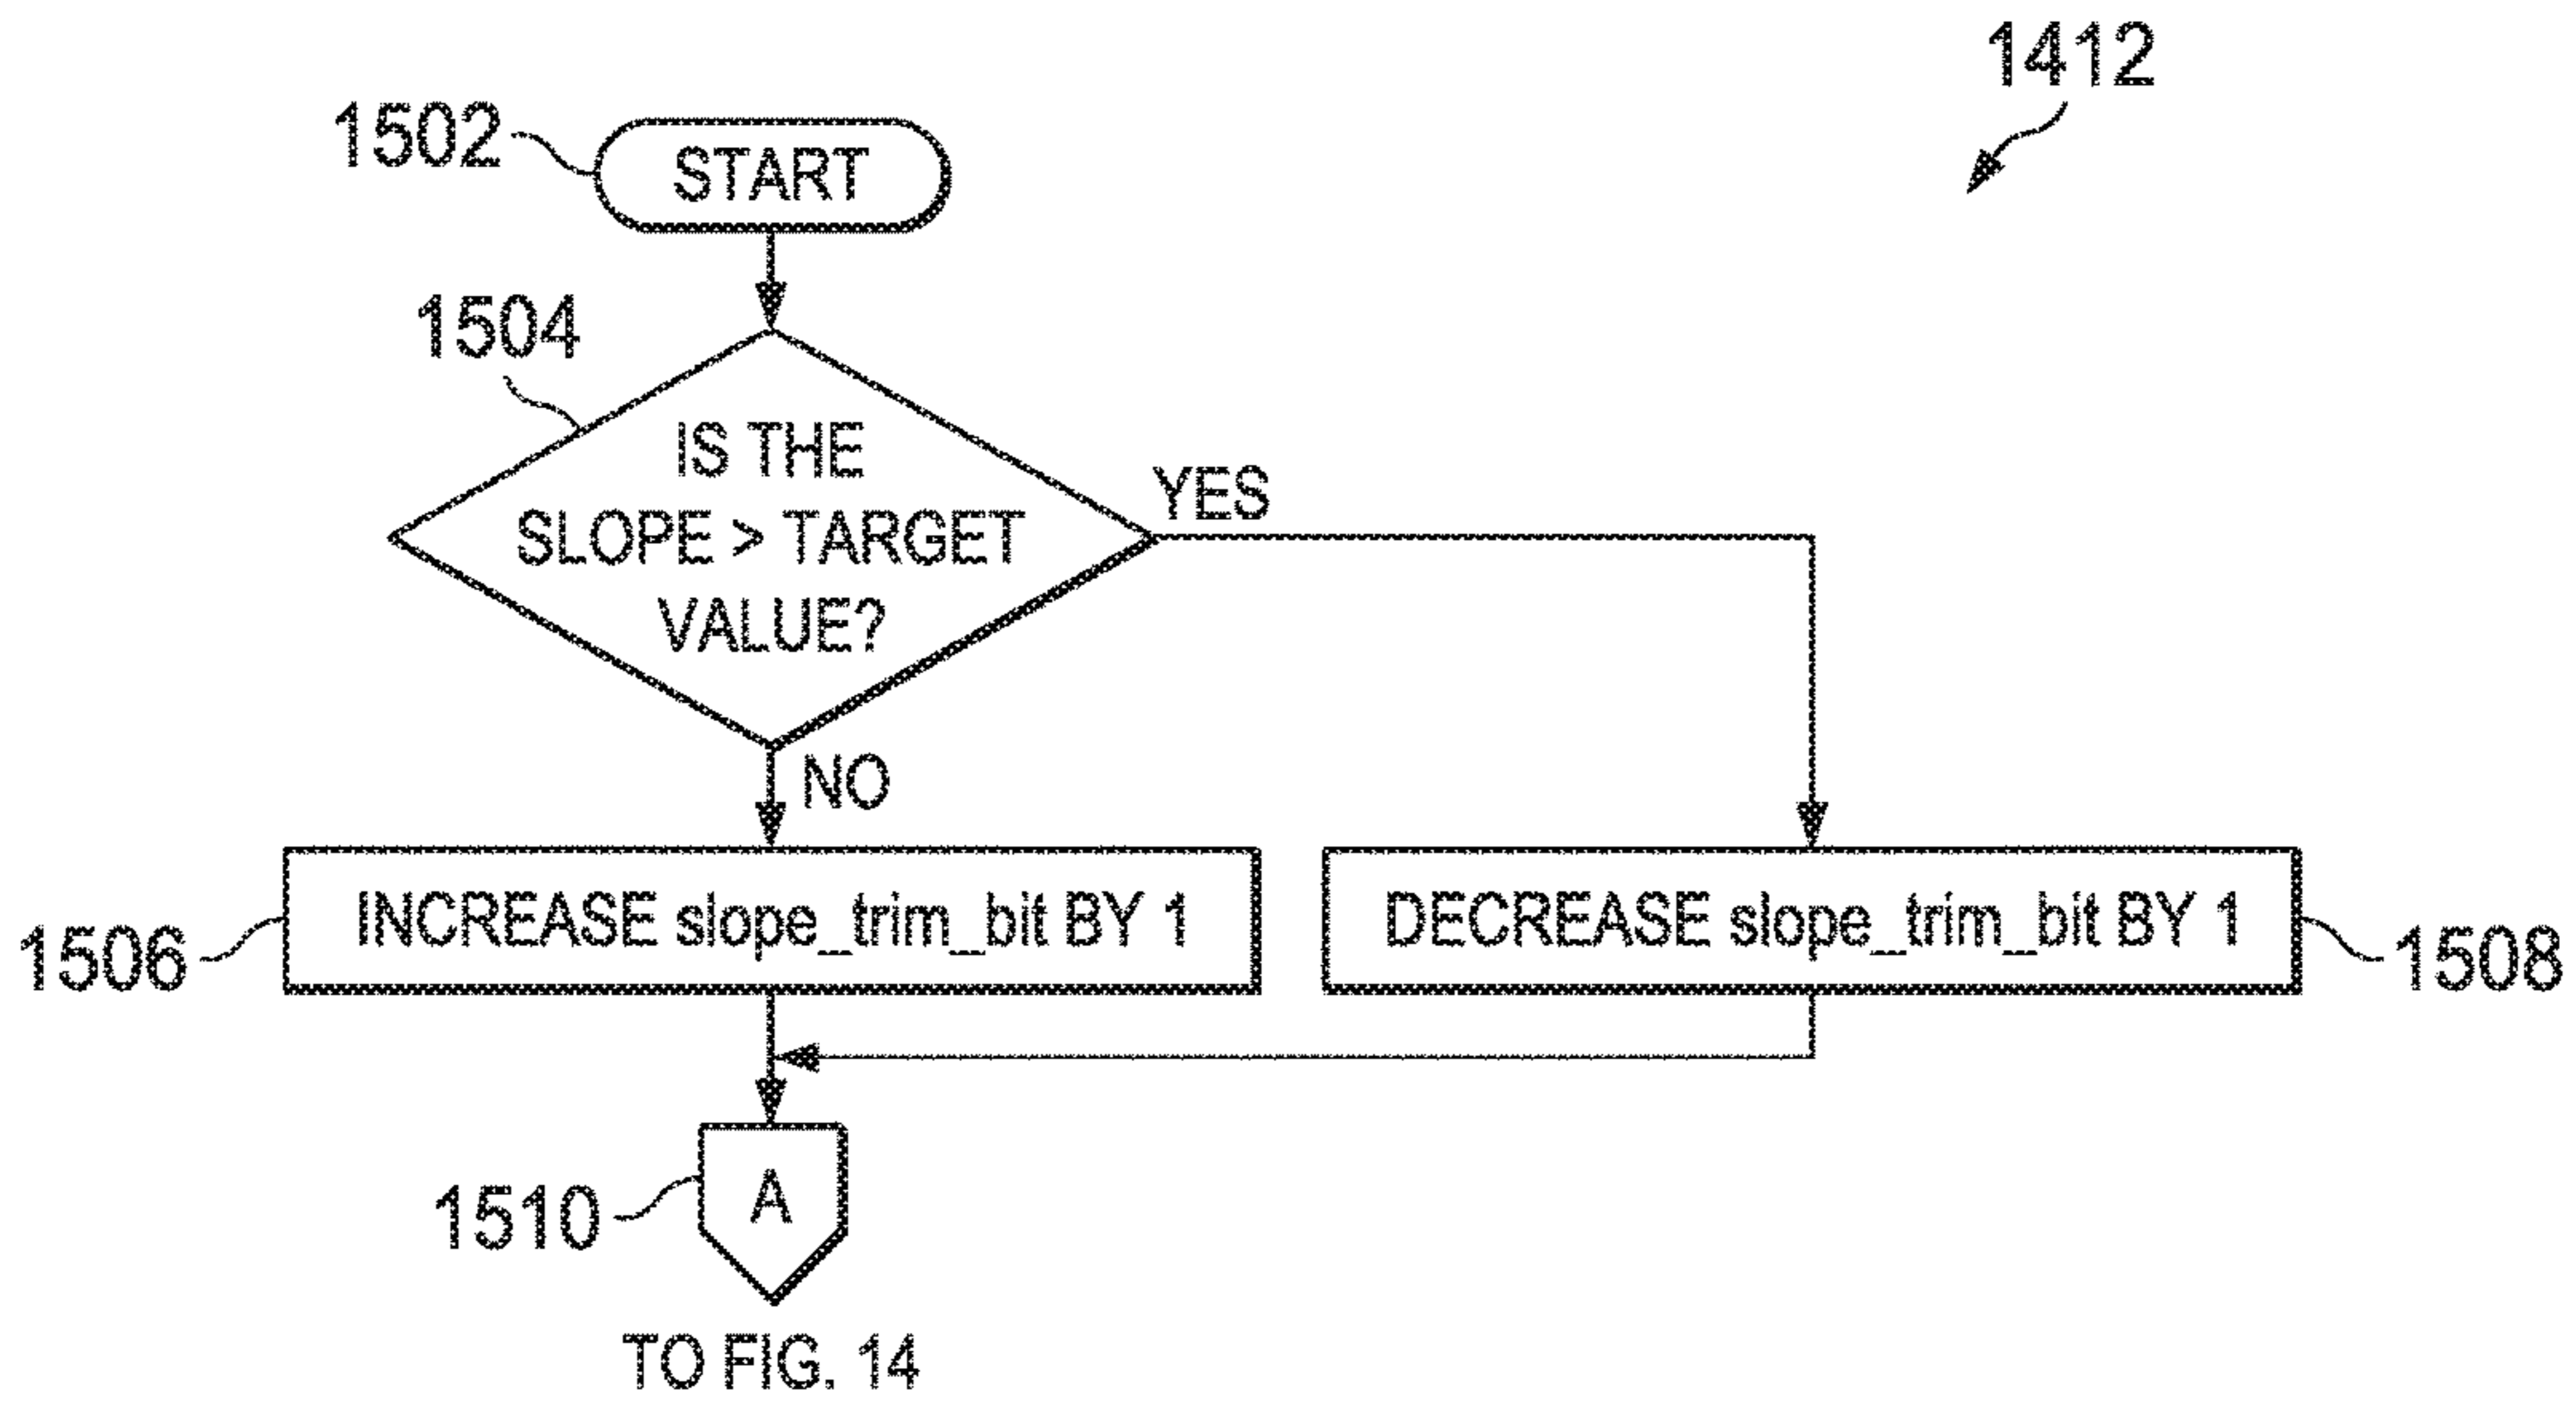 1412
1502
START
1504
IS THE
SLOPE > TARGET
VALUE?
YES
NO
INCREASE slope_trim_bit BY 1
DECREASE slope_trim_bit BY 1
1506
1508
A
1510
TO FIG. 14